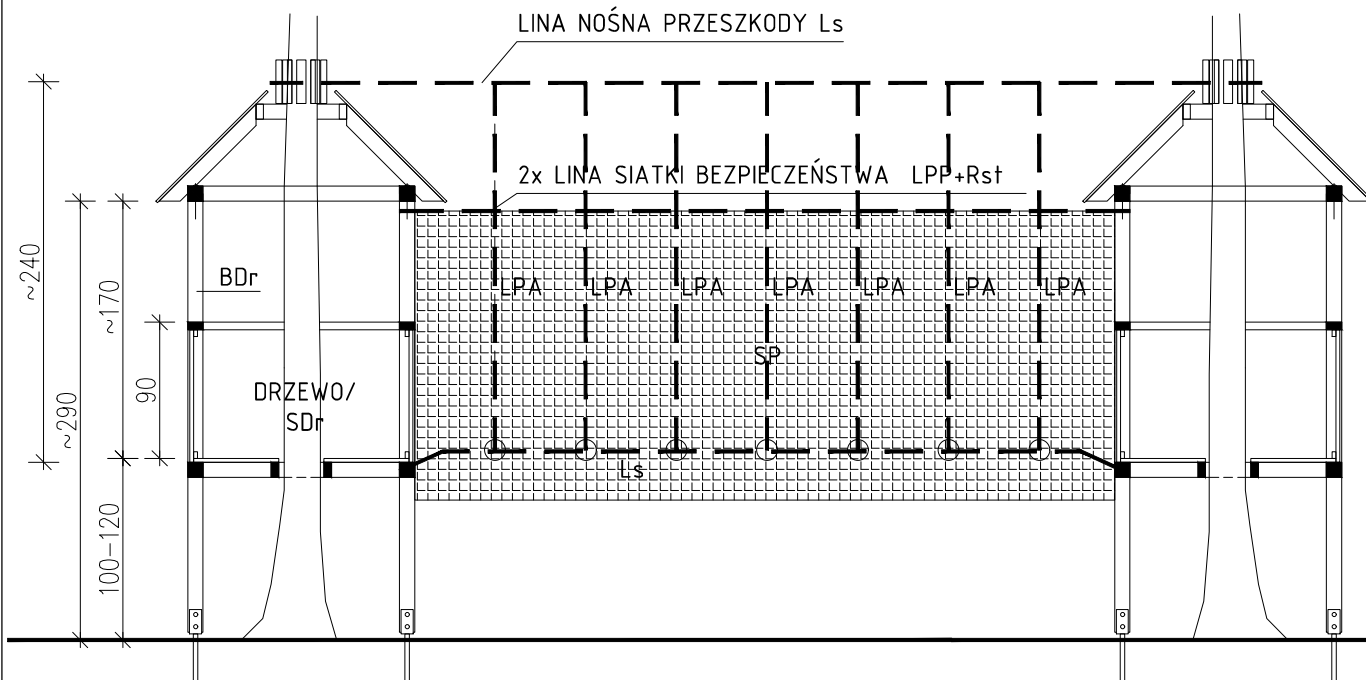 LINA NOŚNA PRZESZKODY Ls
2x LINA SIATKI BEZPIECZEŃSTWA LPP+Rst
~240
~290
~170
90
100-120
BDr
DRZEWO/
SDr
LPA LPA LPA LPA LPA LPA LPA
SP
Ls